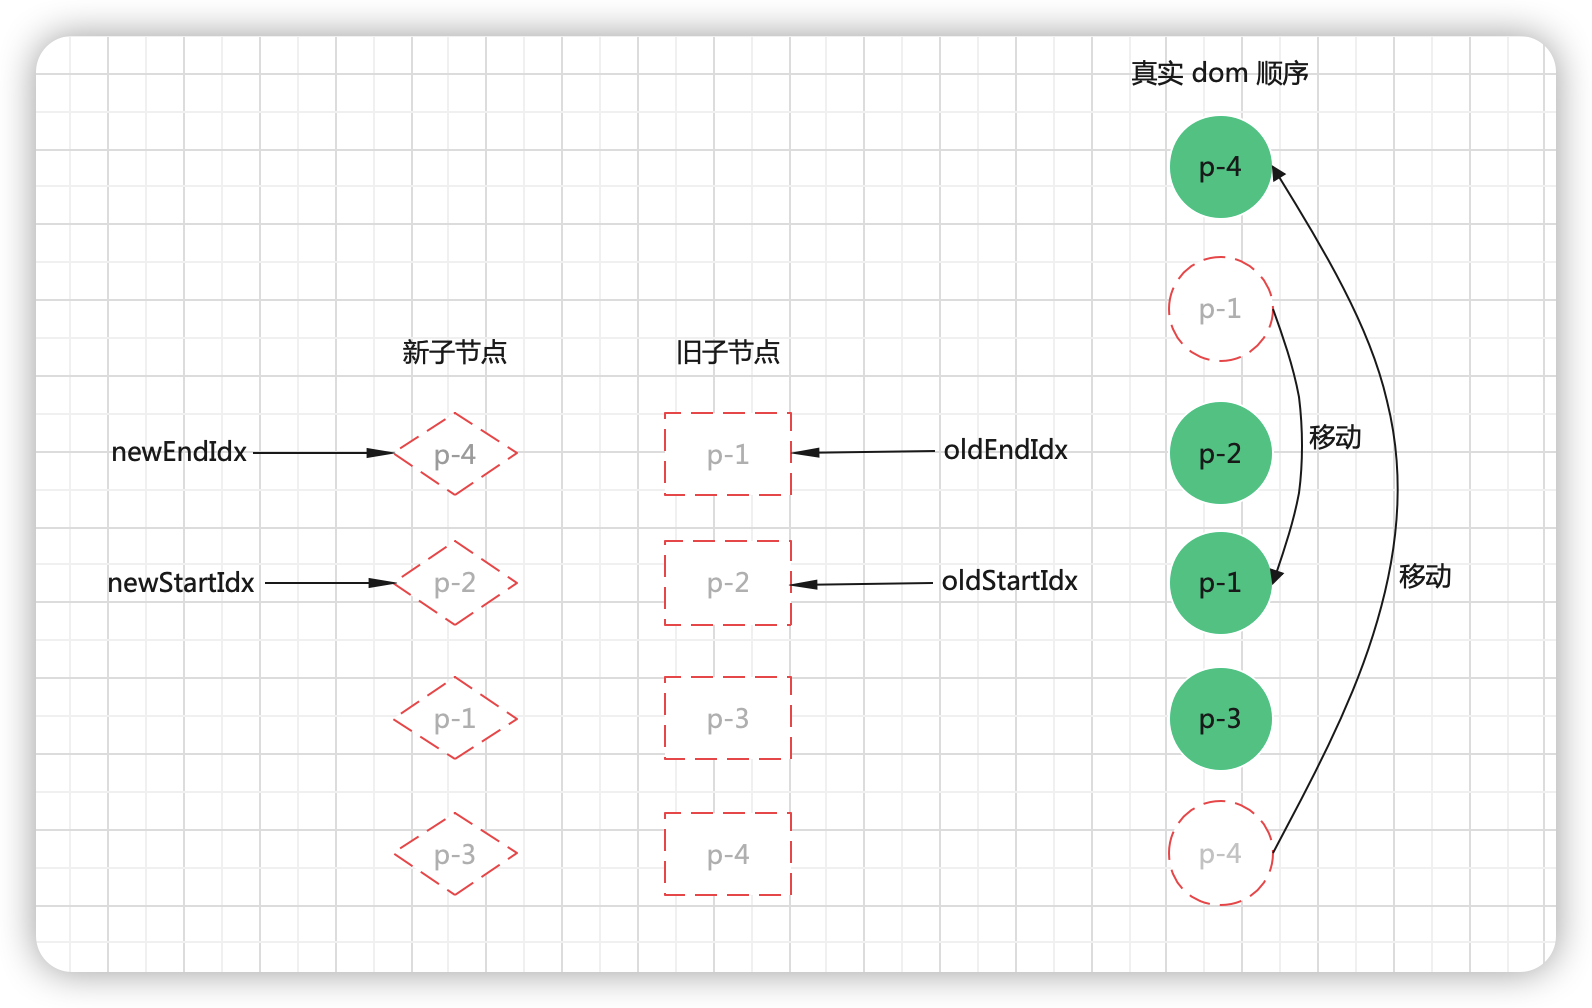 真实 dom 顺序
p-4
p-1
新子节点
旧子节点
newEndIdx
p-4
p-1
oldEndIdx
p-2
移动
newStartIdx
p-2
p-2
oldStartIdx
p-1
移动
p-1
p-3
p-3
p-3
p-4
p-4